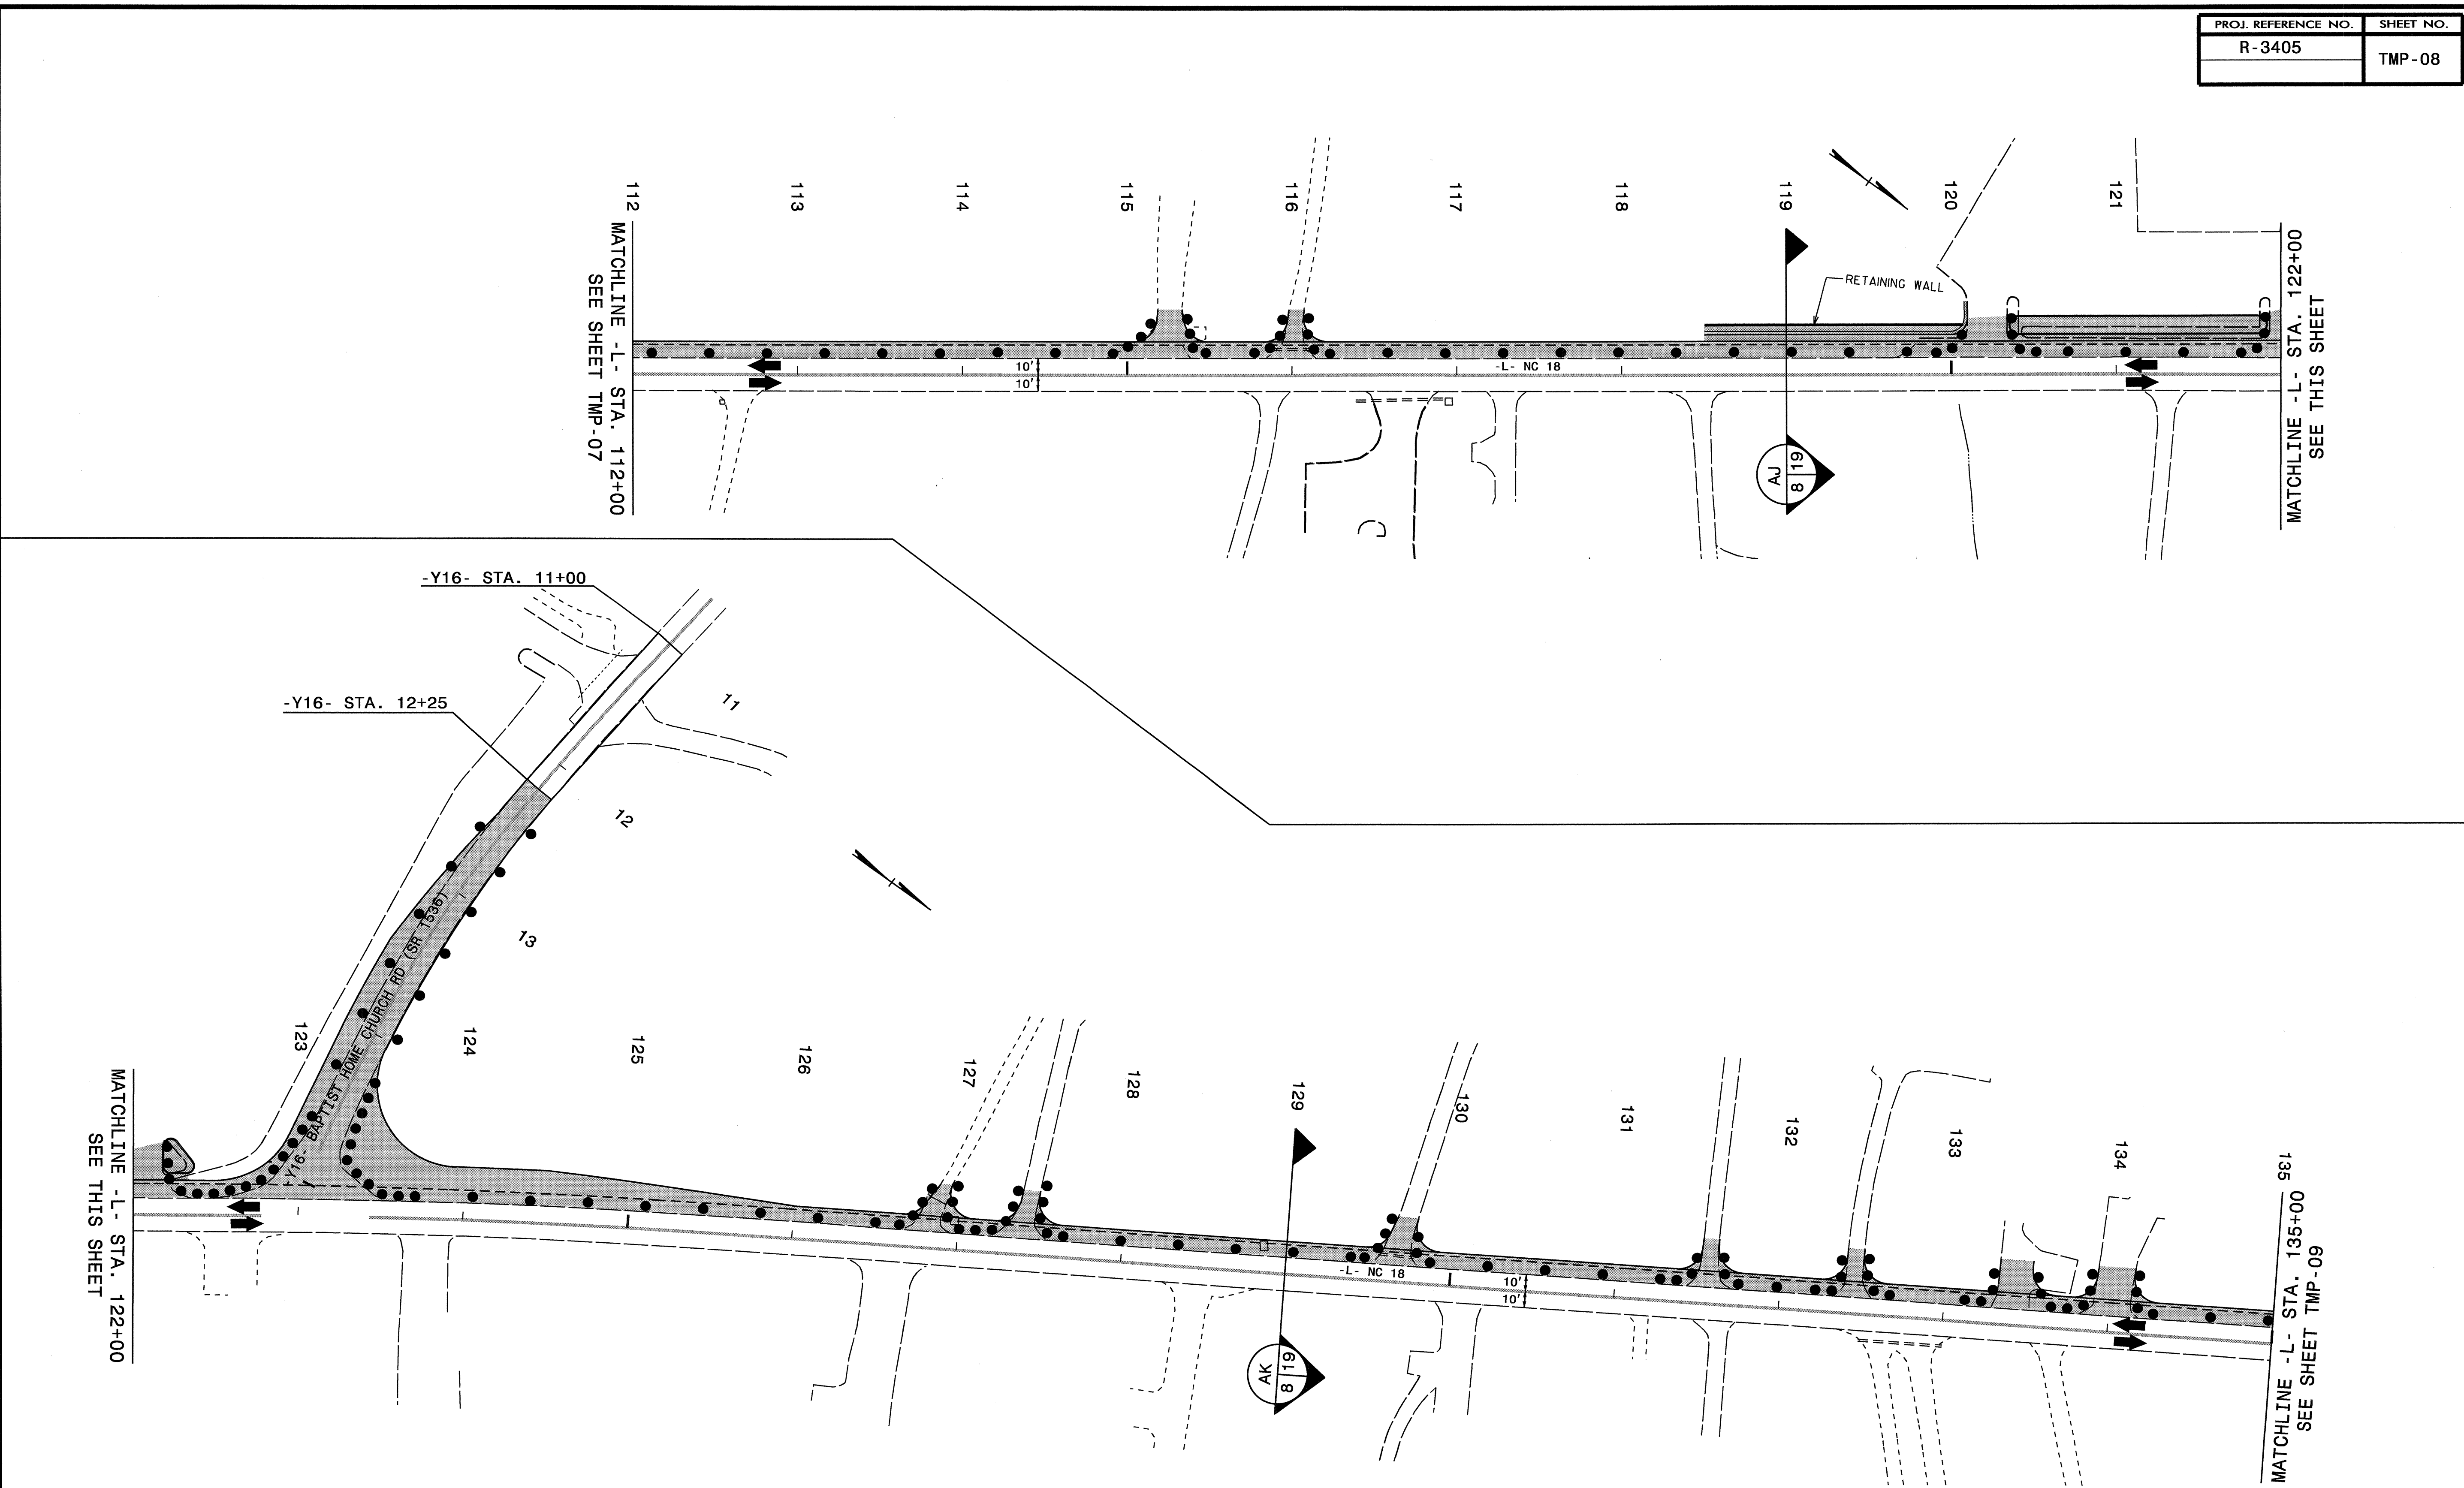 PROJ. REFERENCE NO.
SHEET NO.
R-3405
TMP-08
112
113
114
115
116
117
118
119
120
121
MATCHLINE -L- STA. 112+00
SEE SHEET TMP-07
RETAINING WALL
10'
10'
-L- NC 18
AJ
8
19
MATCHLINE -L- STA. 122+00
SEE THIS SHEET
-Y16- STA. 11+00
-Y16- STA. 12+25
11
12
13
-Y16- BAPTIST HOME CHURCH RD (SR 1536)
123
124
125
126
127
128
129
130
131
132
133
134
135
MATCHLINE -L- STA. 122+00
SEE THIS SHEET
-L- NC 18
10'
10'
AK
8
19
MATCHLINE -L- STA. 135+00
SEE SHEET TMP-09